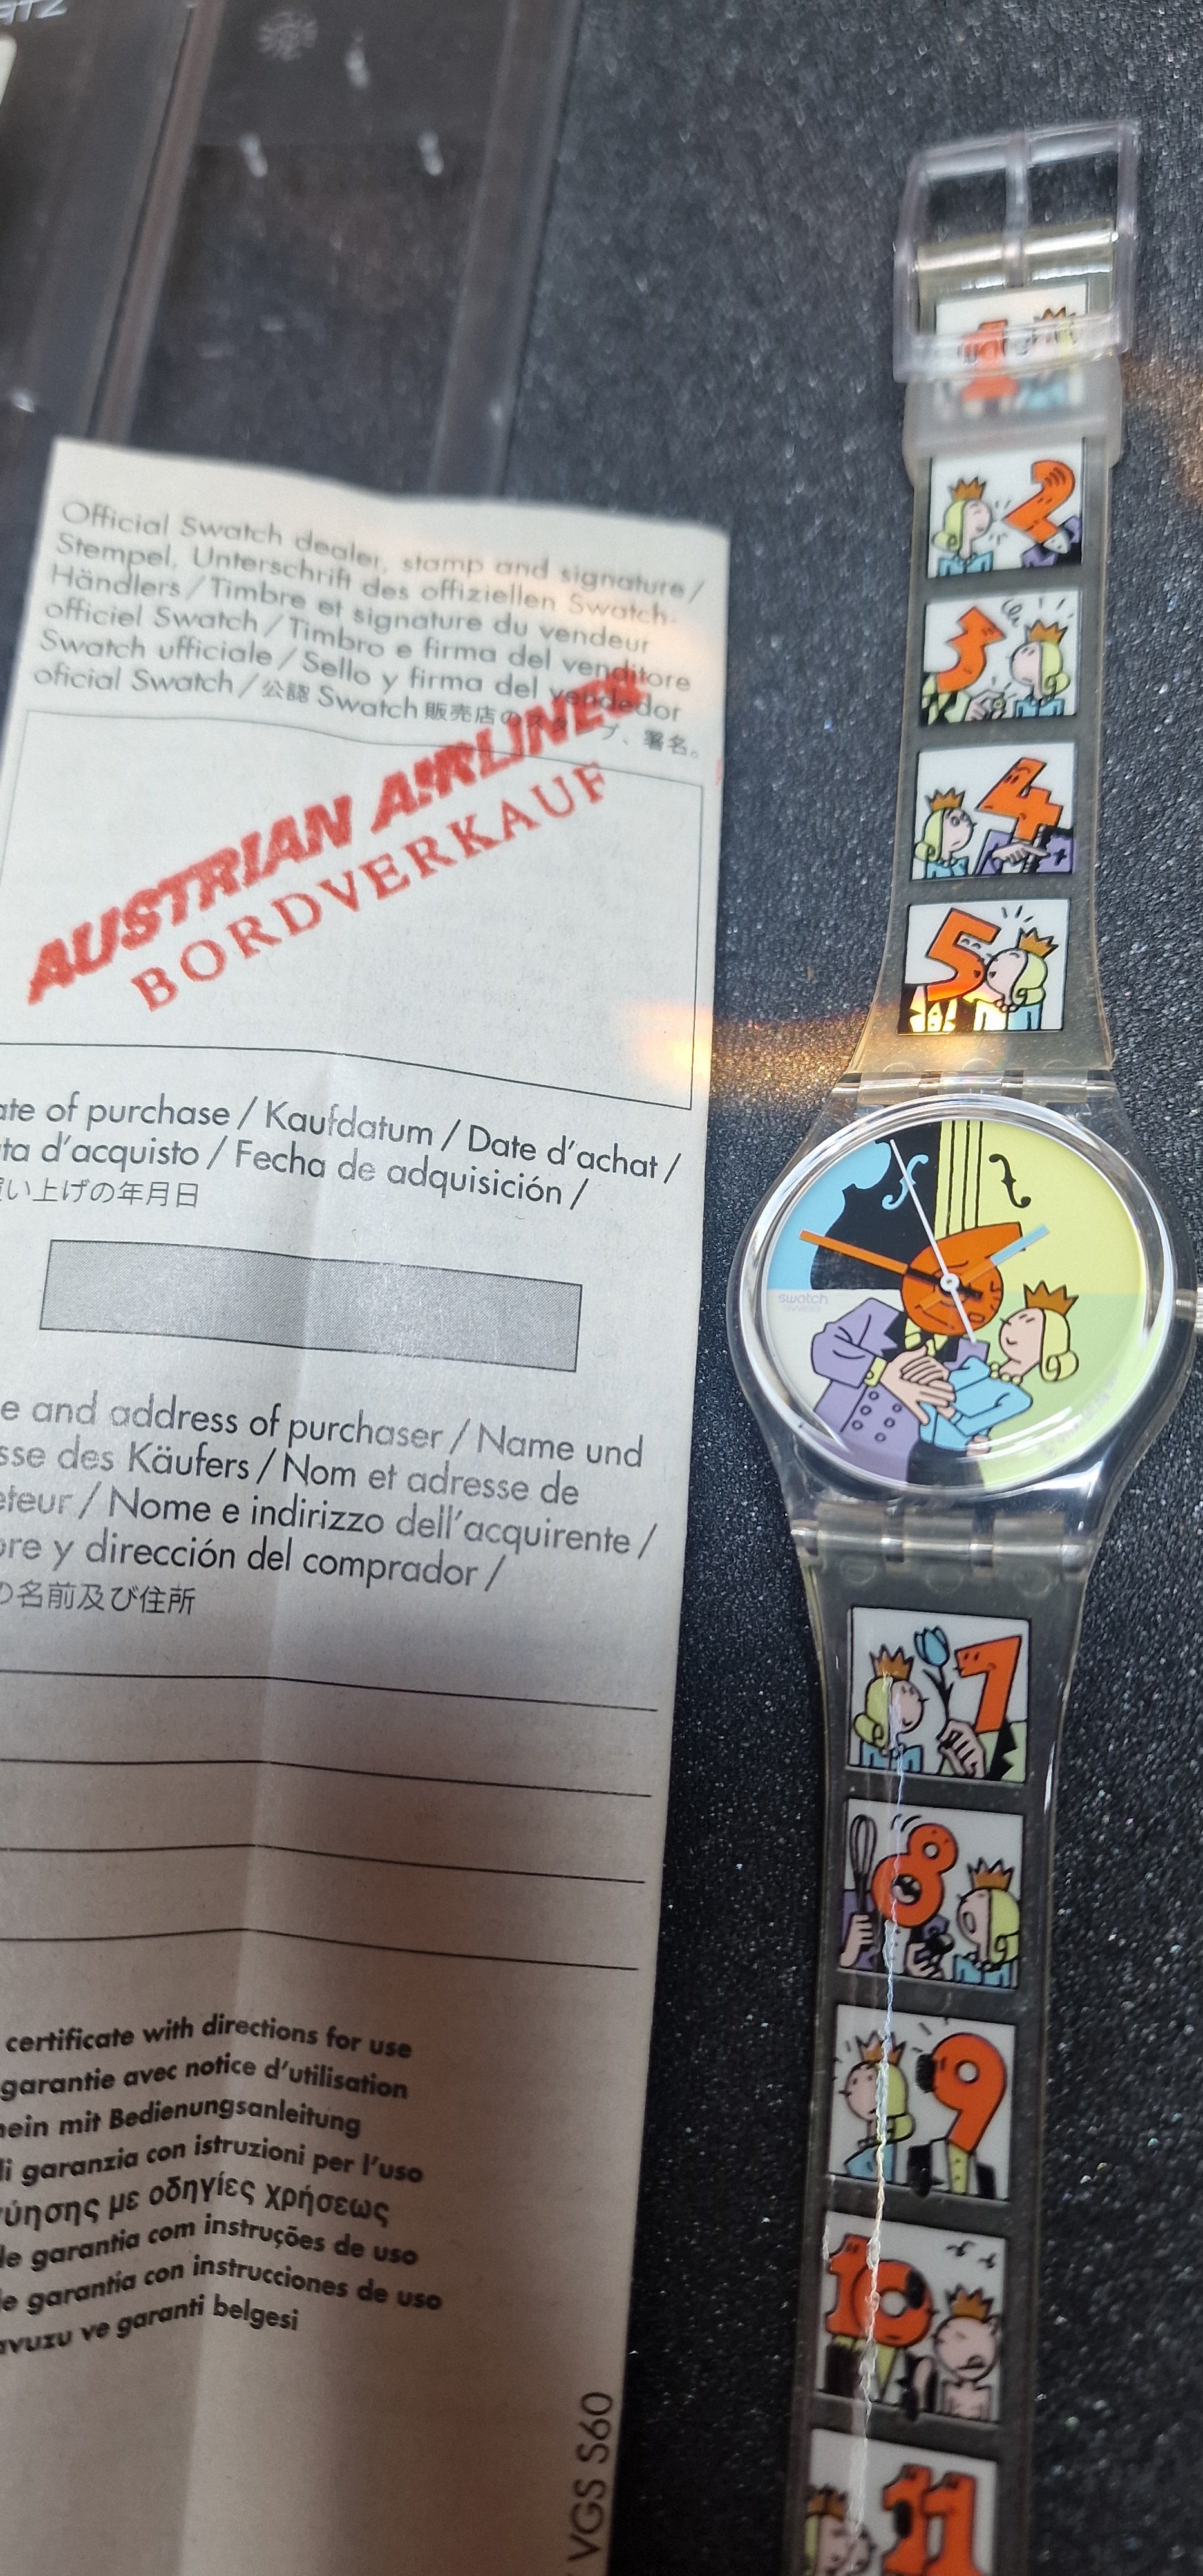 Official Swatch dealer, stamp and signature /
Stempel, Unterschrift des offiziellen Swatch-
Händlers / Timbre et signature du vendeur
officiel Swatch / Timbro e firma del venditore
Swatch ufficiale / Sello y firma del vendedor
oficial Swatch / 公認 Swatch 販売店のスタンプ、署名。
AUSTRIAN AIRLINES
BORDVERKAUF
ate of purchase / Kaufdatum / Date d'achat /
ta d'acquisto / Fecha de adquisición /
い上げの年月日
e and address of purchaser / Name und
sse des Käufers / Nom et adresse de
eteur / Nome e indirizzo dell'acquirente /
bre y dirección del comprador /
の名前及び住所
certificate with directions for use
garantie avec notice d'utilisation
hein mit Bedienungsanleitung
di garanzia con istruzioni per l'uso
ύησης με οδηγίες χρήσεως
de garantia com instruções de uso
de garantía con instrucciones de uso
avuzu ve garanti belgesi
VGS S60
1
2
3
4
5
swatch
6
7
8
9
10
11